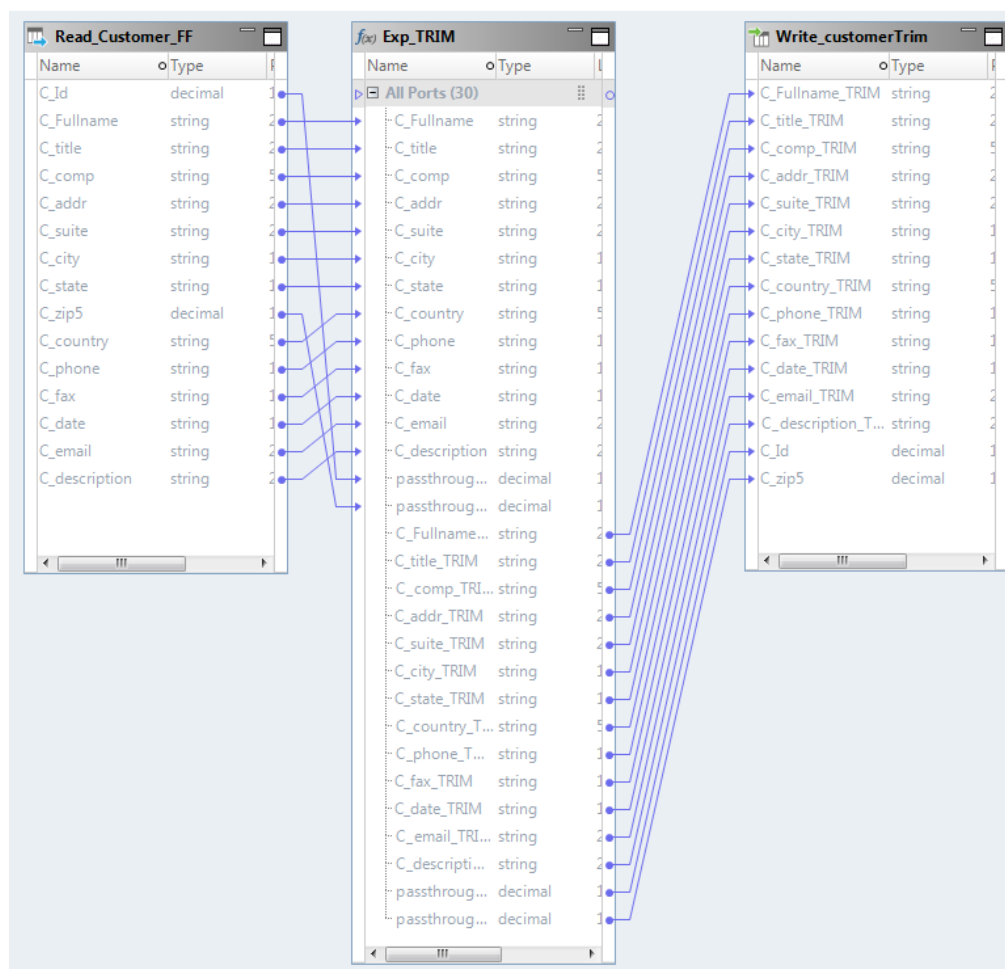 Read_Customer_FF
Name Type
C_Id decimal
C_Fullname string
C_title string
C_comp string
C_addr string
C_suite string
C_city string
C_state string
C_zip5 decimal
C_country string
C_phone string
C_fax string
C_date string
C_email string
C_description string
f(x) Exp_TRIM
Name Type
All Ports (30)
C_Fullname string
C_title string
C_comp string
C_addr string
C_suite string
C_city string
C_state string
C_country string
C_phone string
C_fax string
C_date string
C_email string
C_description string
passthroug... decimal
passthroug... decimal
C_Fullname... string
C_title_TRIM string
C_comp_TRI... string
C_addr_TRIM string
C_suite_TRIM string
C_city_TRIM string
C_state_TRIM string
C_country_T... string
C_phone_T... string
C_fax_TRIM string
C_date_TRIM string
C_email_TRI... string
C_descripti... string
passthroug... decimal
passthroug... decimal
Write_customerTrim
Name Type
C_Fullname_TRIM string
C_title_TRIM string
C_comp_TRIM string
C_addr_TRIM string
C_suite_TRIM string
C_city_TRIM string
C_state_TRIM string
C_country_TRIM string
C_phone_TRIM string
C_fax_TRIM string
C_date_TRIM string
C_email_TRIM string
C_description_T... string
C_Id decimal
C_zip5 decimal